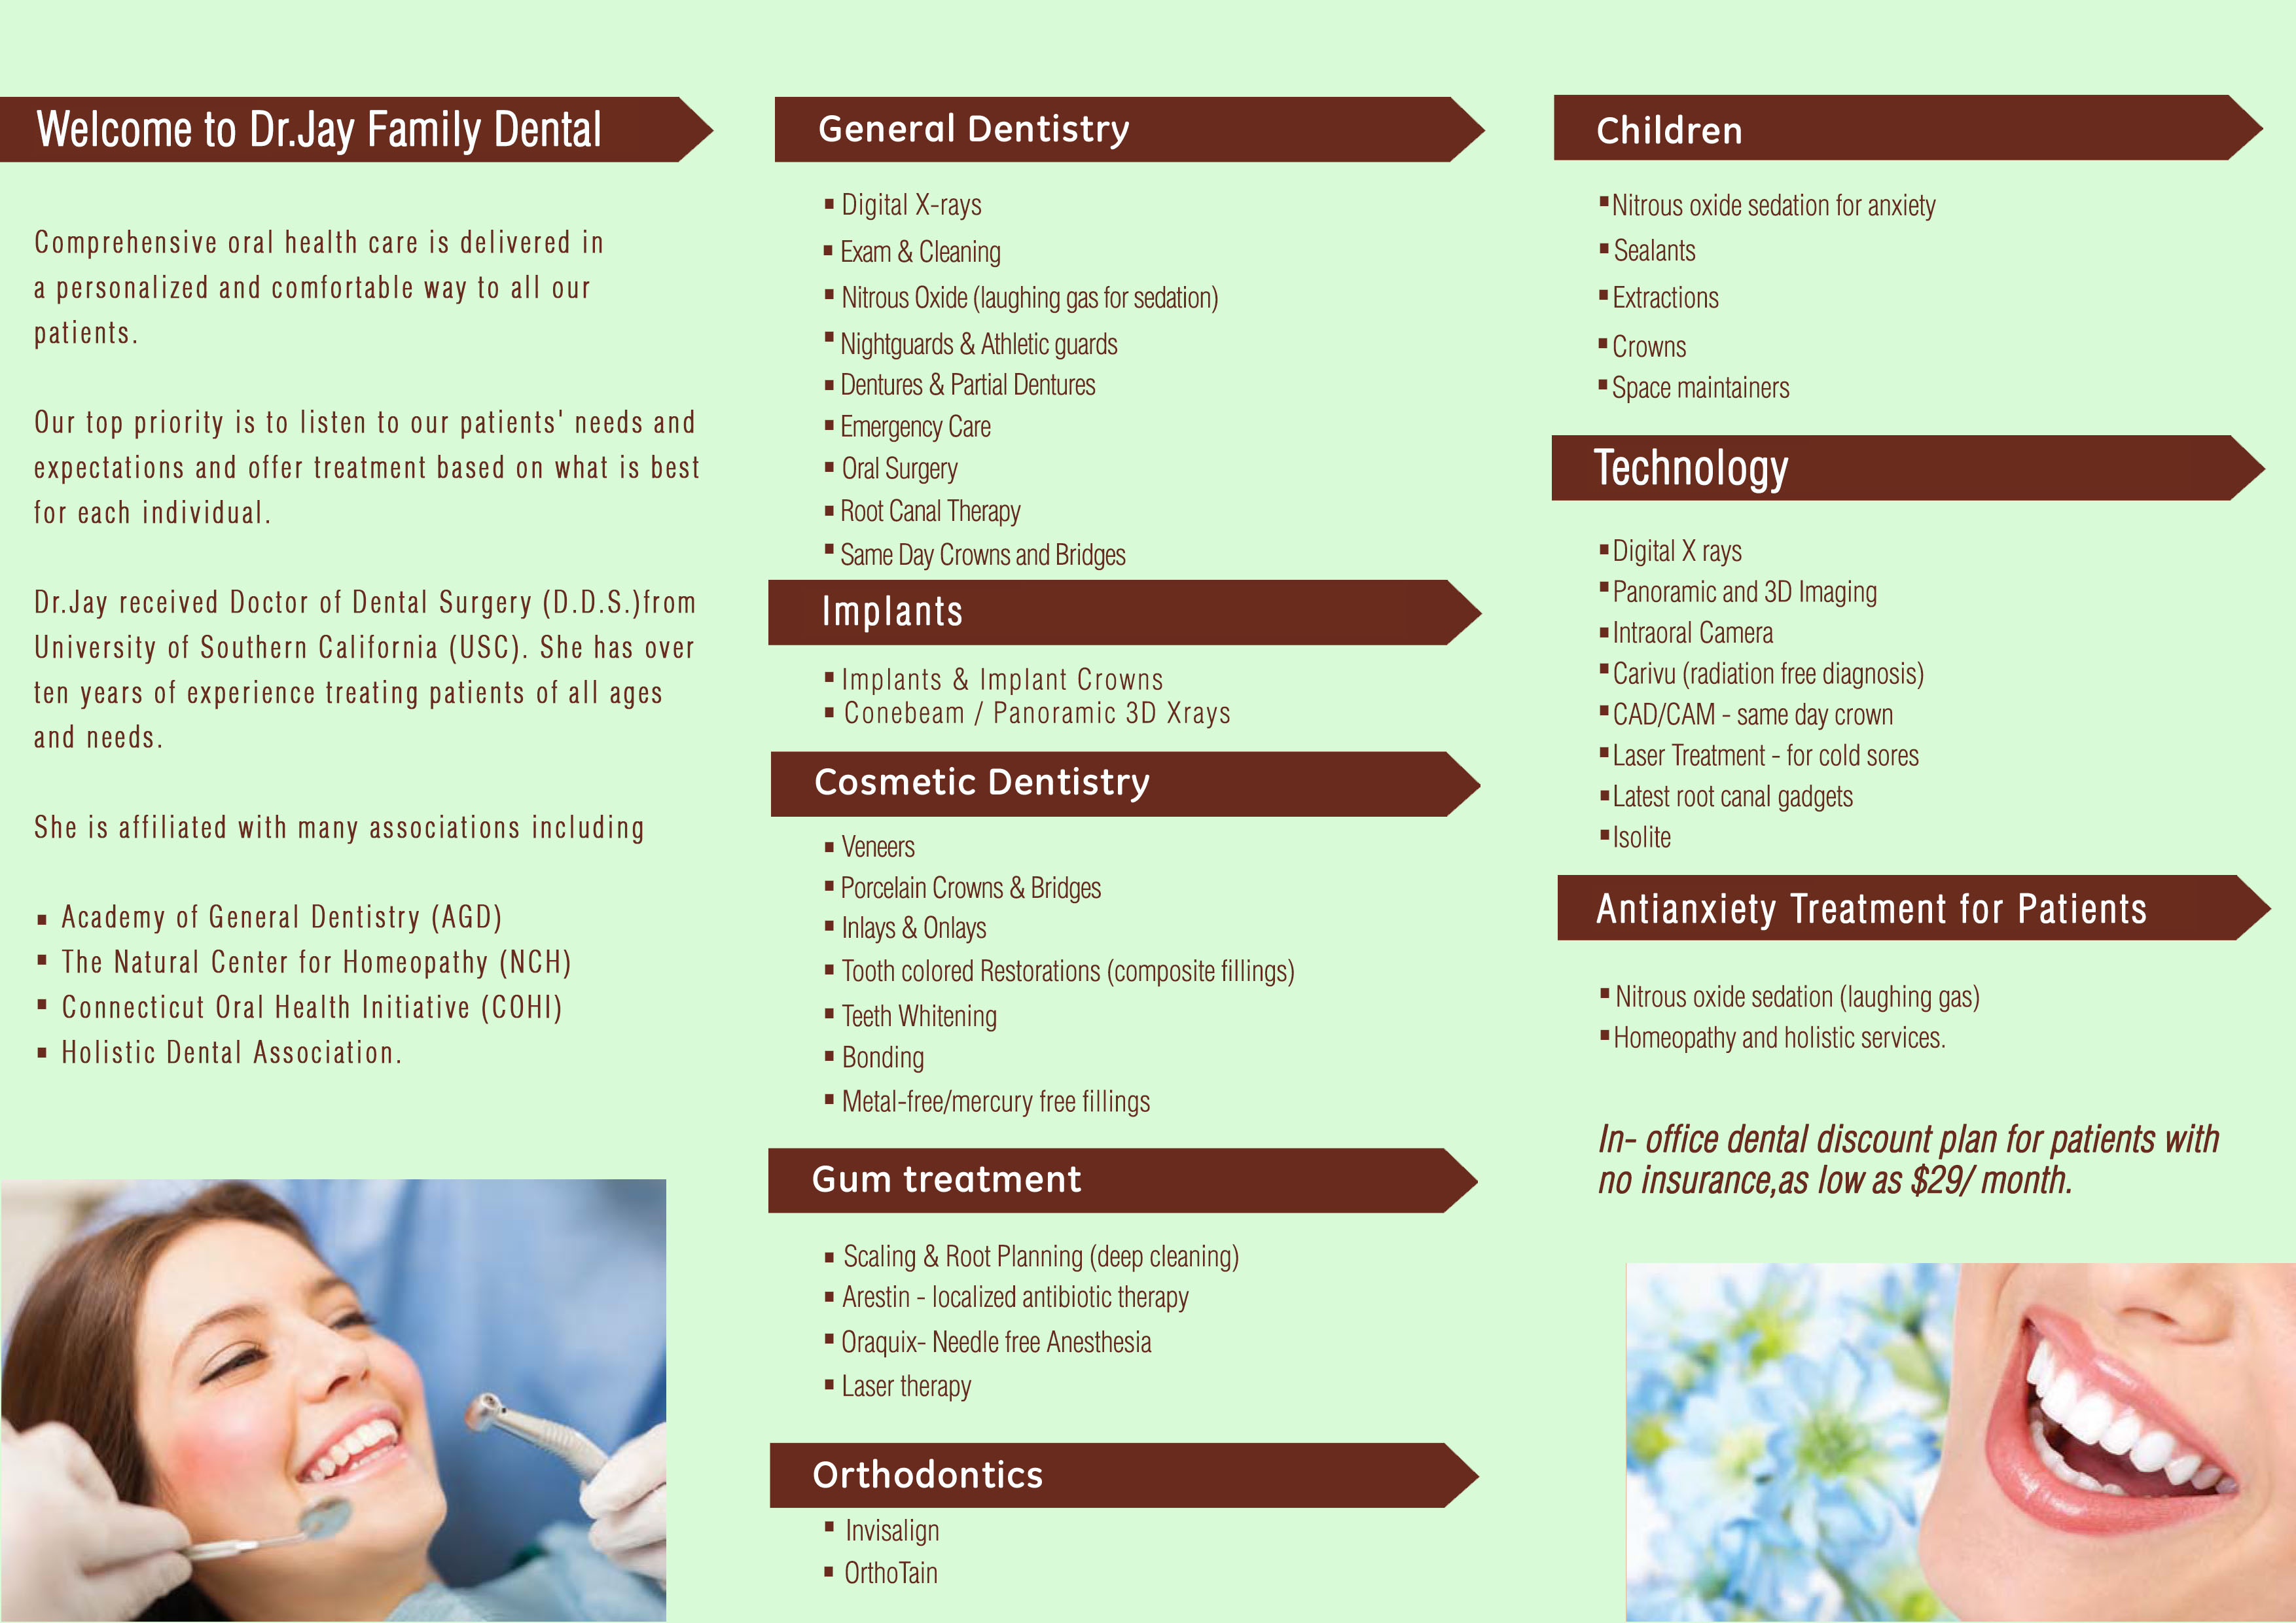 Welcome to Dr.Jay Family Dental
Comprehensive oral health care is delivered in
a personalized and comfortable way to all our
patients.
Our top priority is to listen to our patients' needs and
expectations and offer treatment based on what is best
for each individual.
Dr.Jay received Doctor of Dental Surgery (D.D.S.)from
University of Southern California (USC). She has over
ten years of experience treating patients of all ages
and needs.
She is affiliated with many associations including
▪ Academy of General Dentistry (AGD)
▪ The Natural Center for Homeopathy (NCH)
▪ Connecticut Oral Health Initiative (COHI)
▪ Holistic Dental Association.
General Dentistry
▪ Digital X-rays
▪ Exam & Cleaning
▪ Nitrous Oxide (laughing gas for sedation)
▪ Nightguards & Athletic guards
▪ Dentures & Partial Dentures
▪ Emergency Care
▪ Oral Surgery
▪ Root Canal Therapy
▪ Same Day Crowns and Bridges
Implants
▪ Implants & Implant Crowns
▪ Conebeam / Panoramic 3D Xrays
Cosmetic Dentistry
▪ Veneers
▪ Porcelain Crowns & Bridges
▪ Inlays & Onlays
▪ Tooth colored Restorations (composite fillings)
▪ Teeth Whitening
▪ Bonding
▪ Metal-free/mercury free fillings
Gum treatment
▪ Scaling & Root Planning (deep cleaning)
▪ Arestin - localized antibiotic therapy
▪ Oraquix- Needle free Anesthesia
▪ Laser therapy
Orthodontics
▪ Invisalign
▪ OrthoTain
Children
▪Nitrous oxide sedation for anxiety
▪Sealants
▪Extractions
▪Crowns
▪Space maintainers
Technology
▪Digital X rays
▪Panoramic and 3D Imaging
▪Intraoral Camera
▪Carivu (radiation free diagnosis)
▪CAD/CAM - same day crown
▪Laser Treatment - for cold sores
▪Latest root canal gadgets
▪Isolite
Antianxiety Treatment for Patients
▪Nitrous oxide sedation (laughing gas)
▪Homeopathy and holistic services.
In- office dental discount plan for patients with
no insurance,as low as $29/ month.